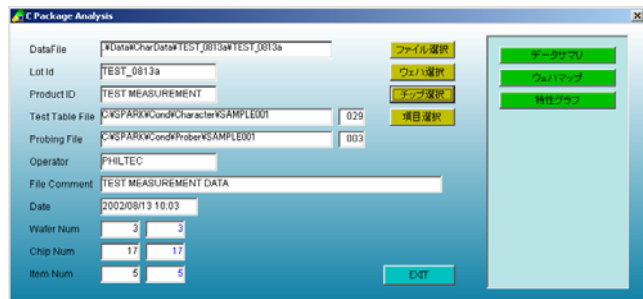 C Package Analysis
DataFile .¥Data¥CharData¥TEST_0813a¥TEST_0813a ファイル選択
Lot Id TEST_0813a ウェハ選択
Product ID TEST MEASUREMENT チップ選択
Test Table File C:¥SPARX¥Cond¥Character¥SAMPLE001 029 項目選択
Probing File C:¥SPARX¥Cond¥Prober¥SAMPLE001 003
Operator PHILTEC
File Comment TEST MEASUREMENT DATA
Date 2002/08/13 10:03
Wafer Num 3 3
Chip Num 17 17
Item Num 5 5
EXIT
データサマリ
ウェハマップ
特性グラフ